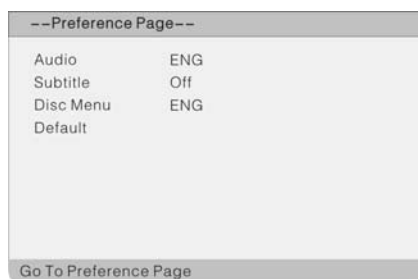 --Preference Page--
Audio ENG
Subtitle Off
Disc Menu ENG
Default
Go To Preference Page